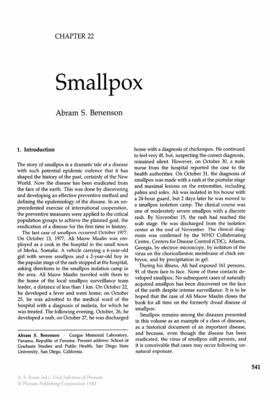 CHAPTER 22
Smallpox
Abram S. Benenson
1. Introduction
The story of smallpox is a dramatic tale of a disease
with such potential epidemic virulence that it has
shaped the history of the past, certainly of the New
World. Now the disease has been eradicated from
the face of the earth. This was done by discovering
and developing an effective preventive method and
defining the epidemiology of the disease. In an un-
precedented exercise of international cooperation,
the preventive measures were applied to the critical
population groups to achieve the planned goal, the
eradication of a disease for the first time in history.
The last case of smallpox occurred October 1977.
On October 13, 1977, Ali Maow Maalin was em-
ployed as a cook in the hospital in the small town
of Merka, Somalia. A vehicle carrying a 6-year-old
girl with severe smallpox and a 2-year-old boy in
the papular stage of the rash stopped at the hospital,
asking directions to the smallpox isolation camp in
the area. Ali Maow Maalin traveled with them to
the home of the local smallpox surveillance team
leader, a distance of less than 1 km. On October 22,
he developed a fever and went home; on October
25, he was admitted to the medical ward of the
hospital with a diagnosis of malaria, for which he
was treated. The following evening, October, 26, he
developed a rash; on October 27, he was discharged
Abram S. Benenson · Gorgas Memorial Laboratory,
Panama, Republic of Panama. Present address: School of
Graduate Studies and Public Health, San Diego State
University, San Diego, California.
home with a diagnosis of chickenpox. He continued
to feel very ill, but, suspecting the correct diagnosis,
remained silent. However, on October 30, a male
nurse from the hospital reported the case to the
health authorities. On October 31, the diagnosis of
smallpox was made with a rash at the pustular stage
and maximal lesions on the extremities, including
palms and soles. Ali was isolated in his house with
a 24-hour guard, but 2 days later he was moved to
a smallpox isolation camp. The clinical course was
one of moderately severe smallpox with a discrete
rash. By November 15, the rash had reached the
scab stage. He was discharged from the isolation
center at the end of November. The clinical diag-
nosis was confirmed by the WHO Collaborating
Centre, Centers for Disease Control (CDC), Atlanta,
Georgia, by electron microscopy, by isolation of the
virus on the chorioallantoic membrane of chick em-
bryos, and by precipitation in gel.
During his illness, Ali had exposed 161 persons,
91 of them face to face. None of these contacts de-
veloped smallpox. No subsequent cases of naturally
acquired smallpox has been discovered on the face
of the earth despite intense surveillance. It is to be
hoped that the case of Ali Maow Maalin closes the
book for all time on the formerly dread disease of
smallpox.
Smallpox remains among the diseases presented
in this volume as an example of a class of diseases,
as a historical document of an important disease,
and because, even though the disease has been
eradicated, the virus of smallpox still persists, and
it is conceivable that cases may occur following un-
natural exposure.
541
A. S. Evans (ed.), Viral Infections of Humans
© Plenum Publishing Corporation 1982